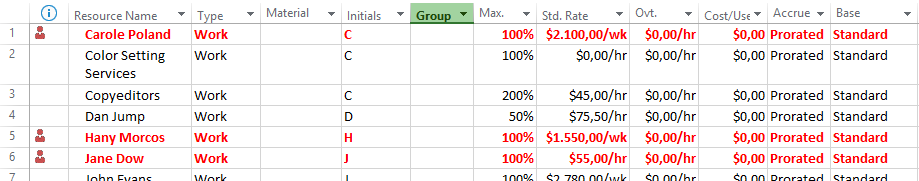 Resource Name Type Material Initials Group Max. Std. Rate Ovt. Cost/Use Accrue Base
1 Carole Poland Work C 100% $2.100,00/wk $0,00/hr $0,00 Prorated Standard
2 Color Setting Work C 100% $0,00/hr $0,00/hr $0,00 Prorated Standard
Services
3 Copyeditors Work C 200% $45,00/hr $0,00/hr $0,00 Prorated Standard
4 Dan Jump Work D 50% $75,50/hr $0,00/hr $0,00 Prorated Standard
5 Hany Morcos Work H 100% $1.550,00/wk $0,00/hr $0,00 Prorated Standard
6 Jane Dow Work J 100% $55,00/hr $0,00/hr $0,00 Prorated Standard
7 John Evans Work J 100% $2.780,00/wk $0,00/hr $0,00 Prorated Standard